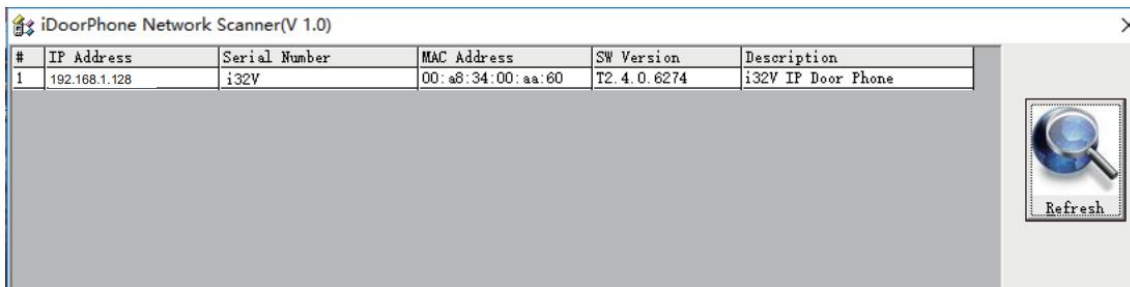 iDoorPhone Network Scanner(V 1.0)
# IP Address Serial Number MAC Address SW Version Description
1 192.168.1.128 i32V 00:a8:34:00:aa:60 T2.4.0.6274 i32V IP Door Phone
Refresh